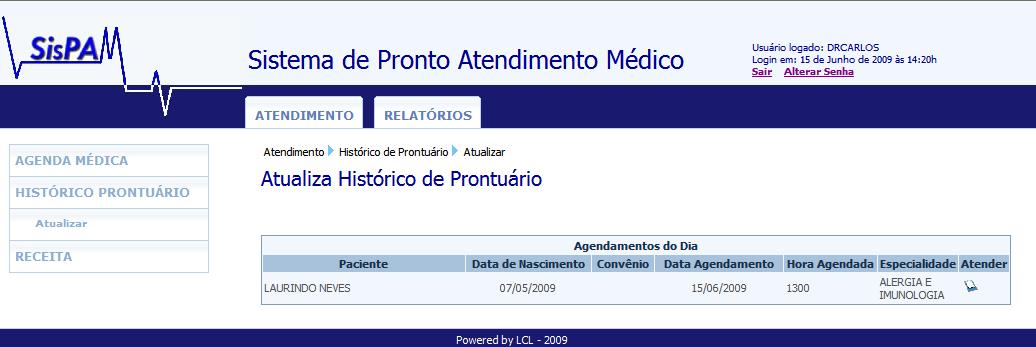 SisPA
Sistema de Pronto Atendimento Médico
Usuário logado: DRCARLOS
Login em: 15 de Junho de 2009 às 14:20h
Sair Alterar Senha
ATENDIMENTO RELATÓRIOS
AGENDA MÉDICA
HISTÓRICO PRONTUÁRIO
Atualizar
RECEITA
Atendimento Histórico de Prontuário Atualizar
Atualiza Histórico de Prontuário
Agendamentos do Dia
Paciente Data de Nascimento Convênio Data Agendamento Hora Agendada Especialidade Atender
LAURINDO NEVES 07/05/2009 15/06/2009 1300 ALERGIA E
IMUNOLOGIA
Powered by LCL - 2009